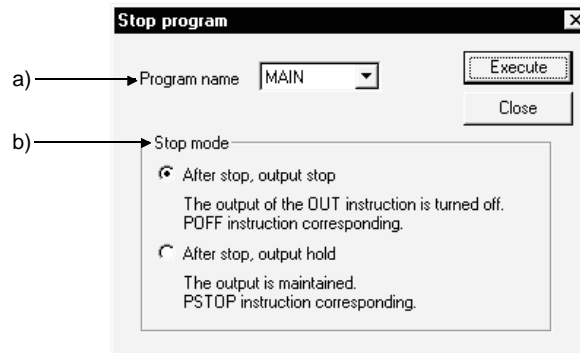 Stop program
a) Program name MAIN Execute
Close
b) Stop mode
After stop, output stop
The output of the OUT instruction is turned off.
POFF instruction corresponding.
After stop, output hold
The output is maintained.
PSTOP instruction corresponding.